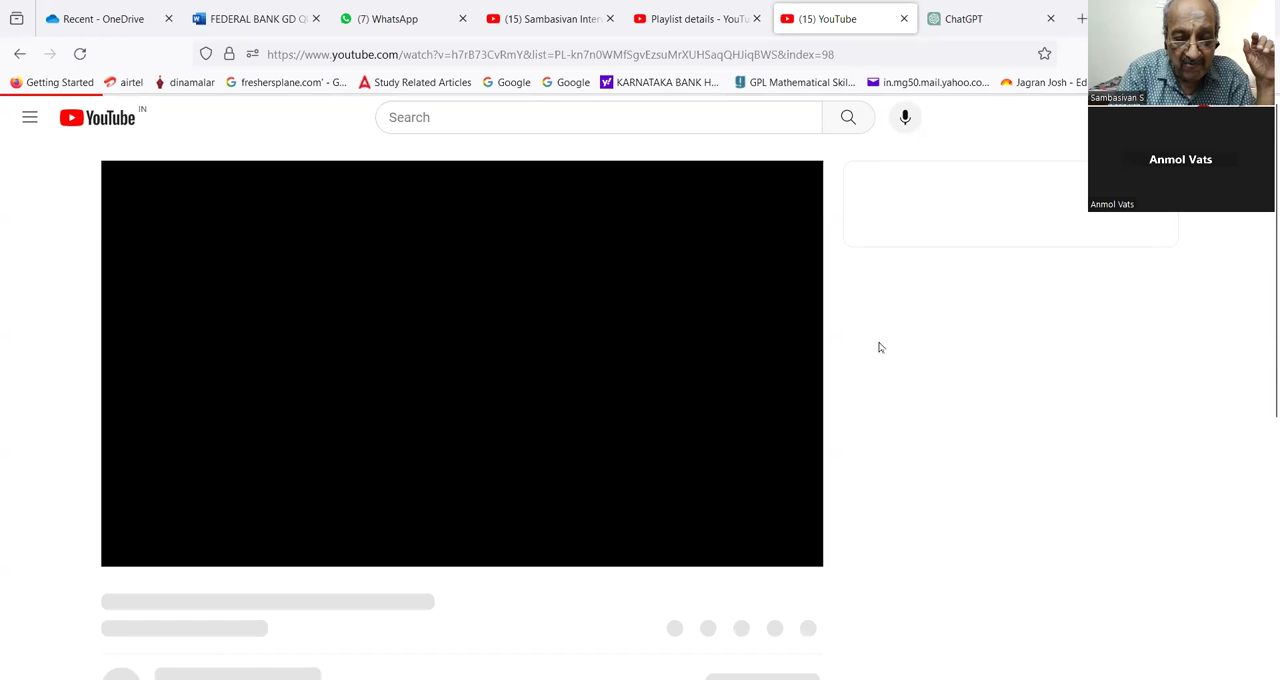 Recent - OneDrive
FEDERAL BANK GD Q
(7) WhatsApp
(15) Sambasivan Inter
Playlist details - YouTu
(15) YouTube
ChatGPT
https://www.youtube.com/watch?v=h7rB73CvRmY&list=PL-kn7n0WMfSgvEzsuMrXUHSaqQHJiqBWS&index=98
Getting Started
airtel
dinamalar
freshersplane.com' - G...
Study Related Articles
Google
Google
KARNATAKA BANK H...
GPL Mathematical Skil...
in.mg50.mail.yahoo.co...
Jagran Josh - Ed
Sambasivan S
YouTube IN
Search
Anmol Vats
Anmol Vats